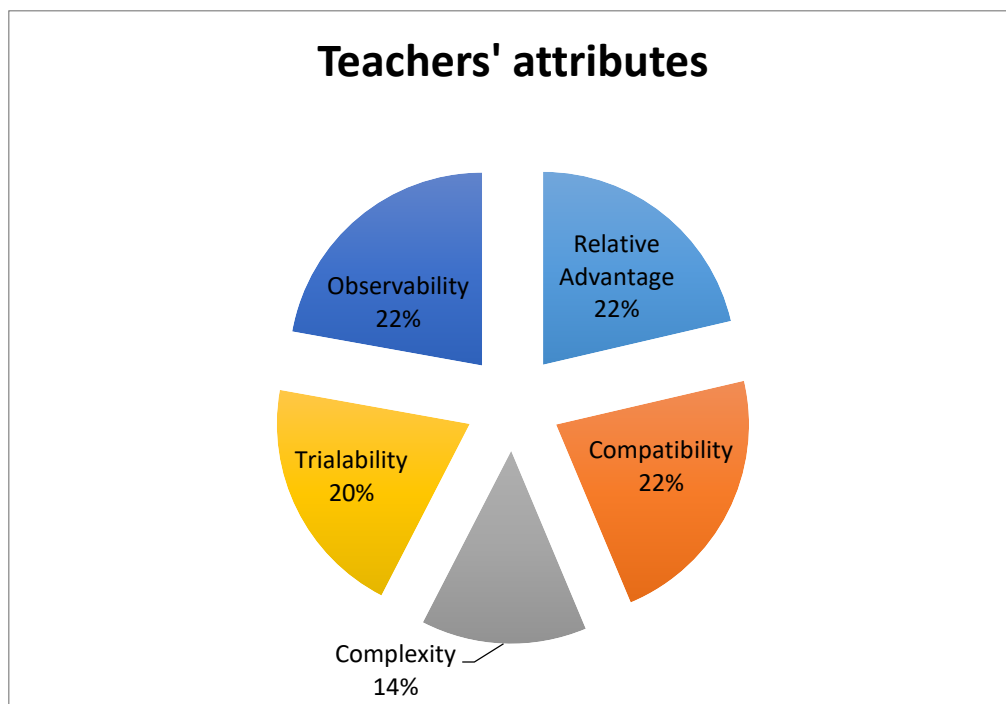 Teachers' attributes
Relative
Advantage
22%
Compatibility
22%
Complexity
14%
Trialability
20%
Observability
22%